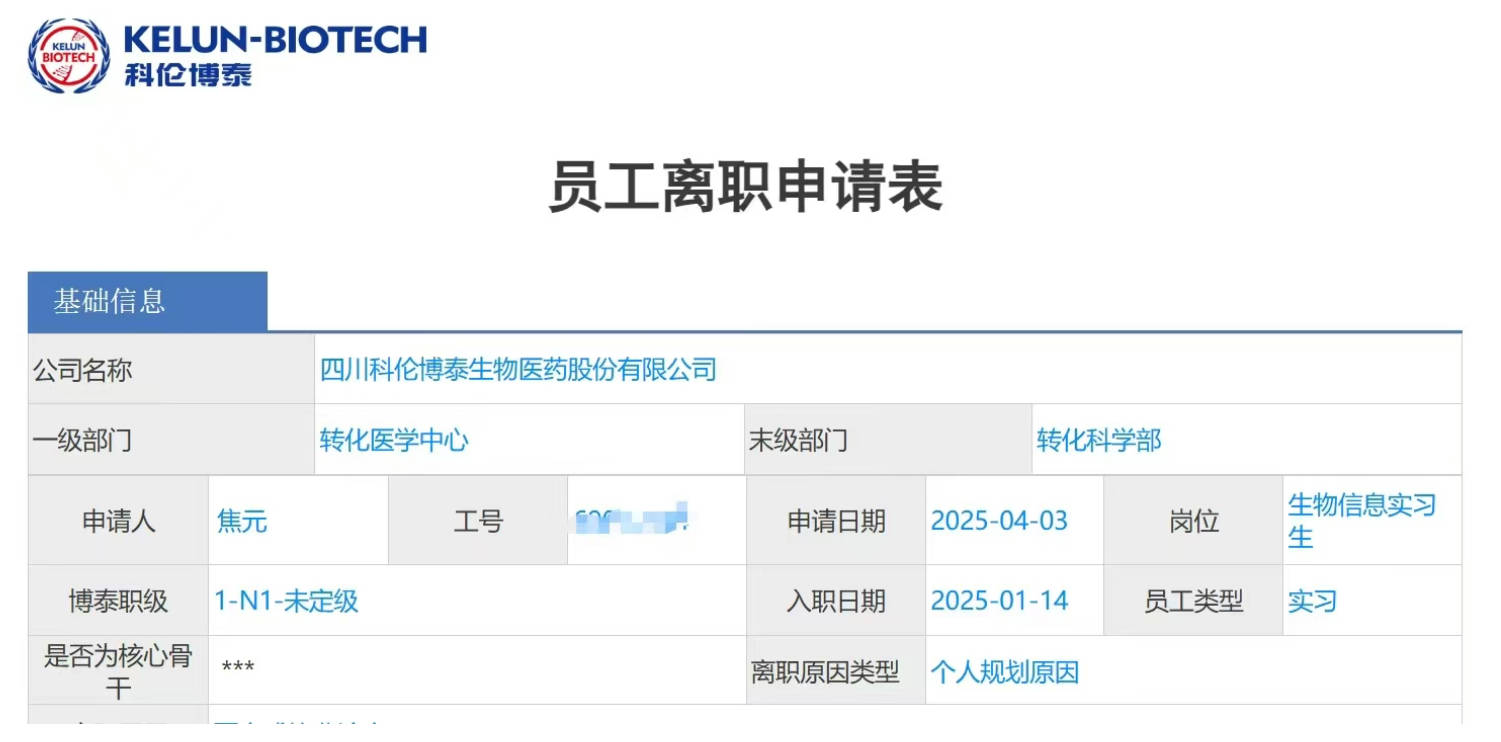 KELUN
BIOTECH
KELUN-BIOTECH
科伦博泰
员工离职申请表
基础信息
公司名称 四川科伦博泰生物医药股份有限公司
一级部门 转化医学中心 末级部门 转化科学部
申请人 焦元 工号 申请日期 2025-04-03 岗位 生物信息实习
生
博泰职级 1-N1-未定级 入职日期 2025-01-14 员工类型 实习
是否为核心骨
干 *** 离职原因类型 个人规划原因